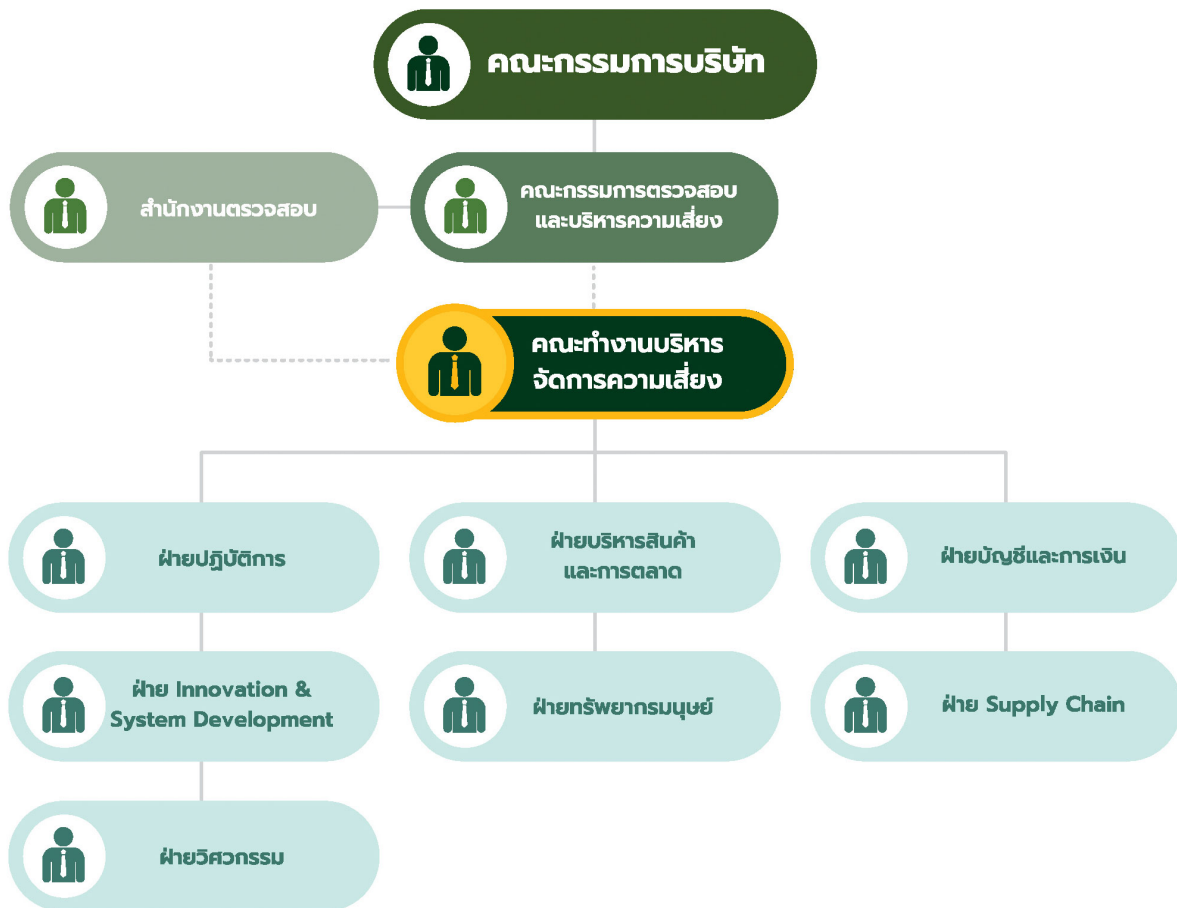 คณะกรรมการบริษัท
สำนักงานตรวจสอบ
คณะกรรมการตรวจสอบ
และบริหารความเสี่ยง
คณะทำงานบริหาร
จัดการความเสี่ยง
ฝ่ายปฏิบัติการ
ฝ่ายบริหารสินค้า
และการตลาด
ฝ่ายบัญชีและการเงิน
ฝ่าย Innovation &
System Development
ฝ่ายทรัพยากรมนุษย์
ฝ่าย Supply Chain
ฝ่ายวิศวกรรม